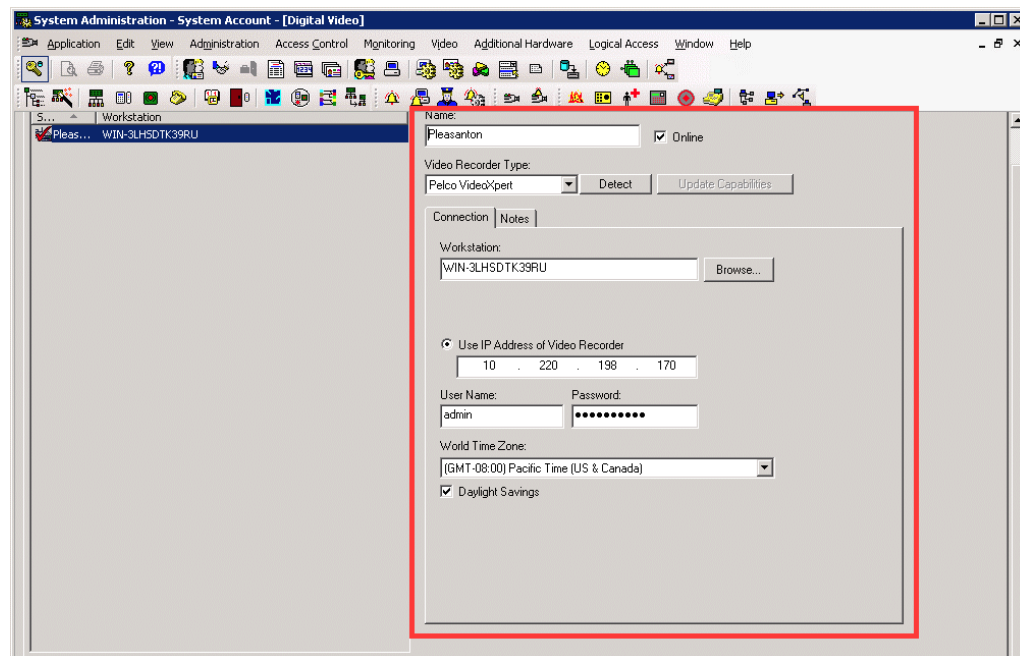 System Administration - System Account - [Digital Video]
Application Edit View Administration Access Control Monitoring Video Additional Hardware Logical Access Window Help
S... Workstation
Pleas... WIN-3LHSDTK39RU
Name:
Pleasanton
Online
Video Recorder Type:
Pelco VideoXpert
Detect
Update Capabilities
Connection
Notes
Workstation:
WIN-3LHSDTK39RU
Browse...
Use IP Address of Video Recorder
10 . 220 . 198 . 170
User Name: Password:
admin ●●●●●●●●●●
World Time Zone:
(GMT-08:00) Pacific Time (US & Canada)
Daylight Savings